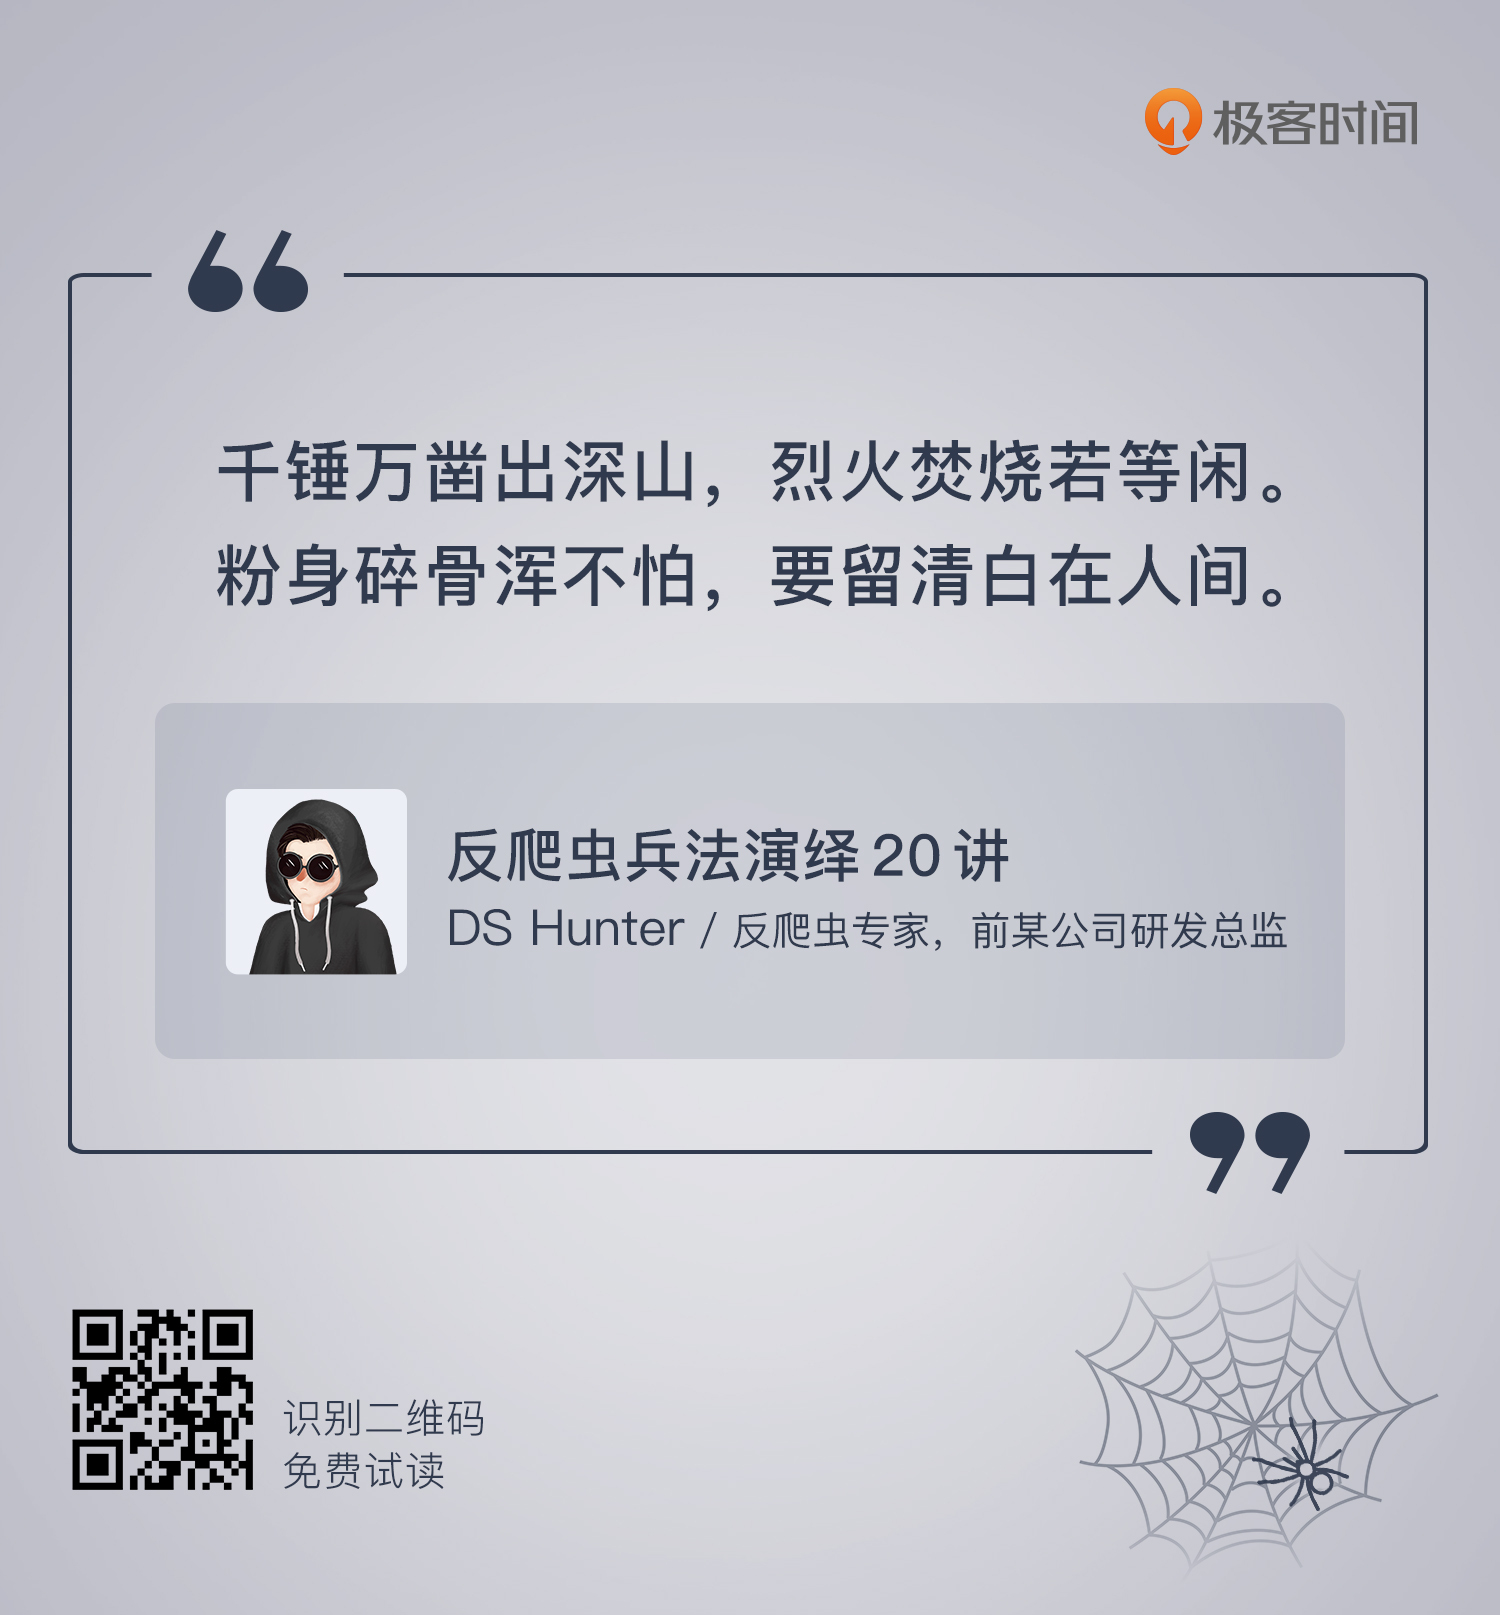 极客时间
千锤万凿出深山，烈火焚烧若等闲。
粉身碎骨浑不怕，要留清白在人间。
反爬虫兵法演绎 20 讲
DS Hunter / 反爬虫专家，前某公司研发总监
识别二维码
免费试读